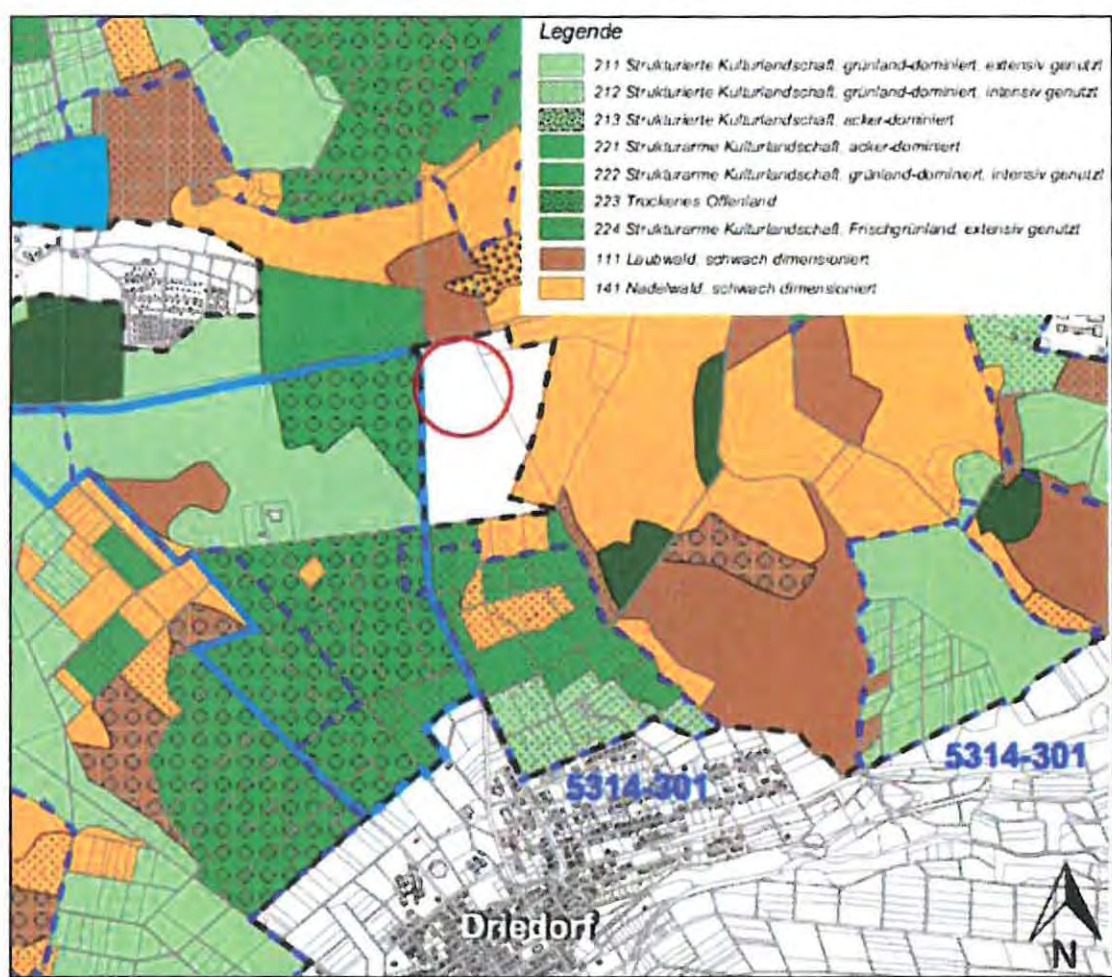 Legende
211 Strukturierte Kulturlandschaft, grünland-dominiert, extensiv genutzt
212 Strukturierte Kulturlandschaft, grünland-dominiert, intensiv genutzt
213 Strukturierte Kulturlandschaft, acker-dominiert
221 Strukturarme Kulturlandschaft, acker-dominiert
222 Strukturarme Kulturlandschaft, grünland-dominiert, intensiv genutzt
223 Trockenes Offenland
224 Strukturarme Kulturlandschaft, Frischgrünland, extensiv genutzt
111 Laubwald, schwach dimensioniert
141 Nadelwald, schwach dimensioniert
5314-301
5314-301
Driedorf
N